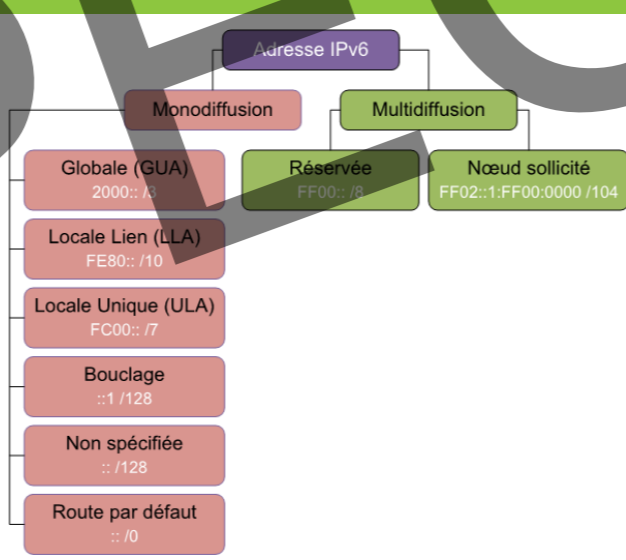 Adresse IPv6
Monodiffusion
Multidiffusion
Globale (GUA)
2000:: /3
Locale Lien (LLA)
FE80:: /10
Locale Unique (ULA)
FC00:: /7
Bouclage
::1 /128
Non spécifiée
:: /128
Route par défaut
:: /0
Réservée
FF00:: /8
Nœud sollicité
FF02::1:FF00:0000 /104